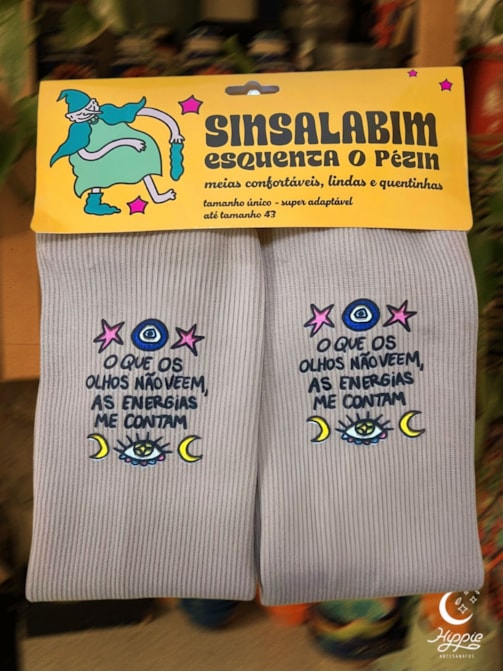 SINSALABIM
ESQUENTA O PÉZIN
meias confortáveis, lindas e quentinhas
tamanho único - super adaptável
até tamanho 43
O QUE OS
OLHOS NÃO VEEM,
AS ENERGIAS
ME CONTAM
O QUE OS
OLHOS NÃO VEEM,
AS ENERGIAS
ME CONTAM
Hippie
ARTESANATOS